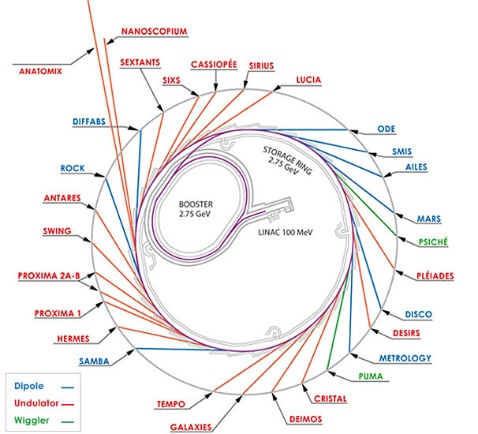 NANOSCOPIUM
ANATOMIX
SEXTANTS
SIXS
CASSIOPÉE
SIRIUS
LUCIA
DIFFABS
ODE
SMIS
AILES
ROCK
STORAGE RING
2.75 GeV
ANTARES
BOOSTER
2.75 GeV
MARS
SWING
LINAC 100 MeV
PSICHÉ
PROXIMA 2A-B
PLÉIADES
PROXIMA 1
DISCO
HERMES
DESIRS
SAMBA
METROLOGY
PUMA
TEMPO
CRISTAL
GALAXIES
DEIMOS
Dipole
Undulator
Wiggler